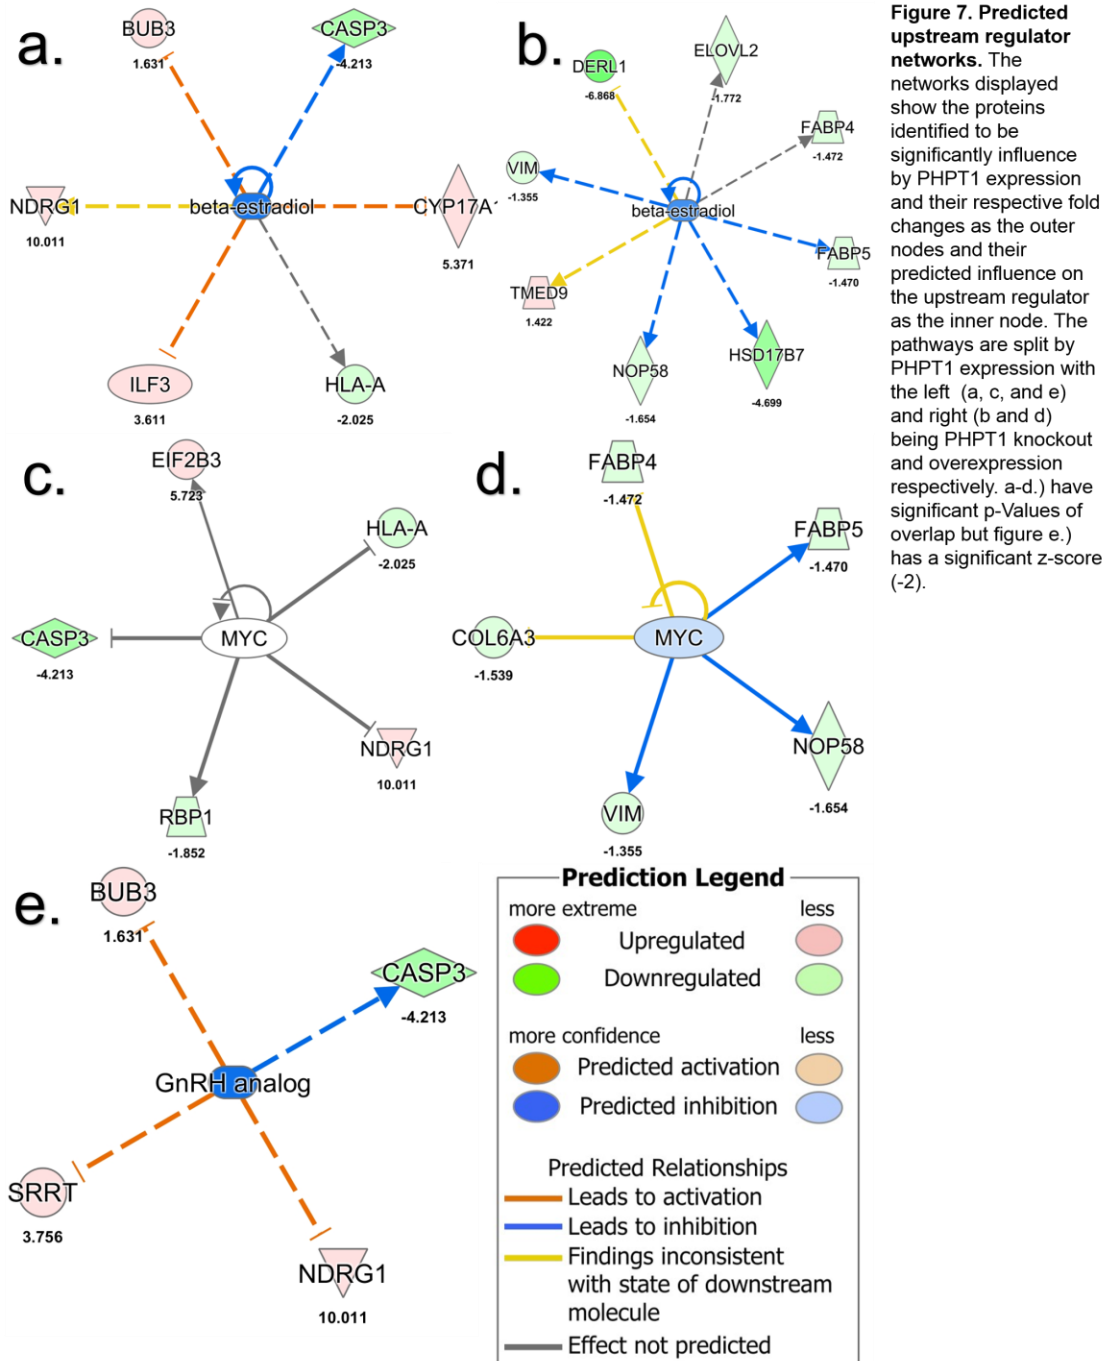 a.
BUB3
1.631
CASP3
-4.213
NDRG1
10.011
beta-estradiol
CYP17A
5.371
ILF3
3.611
HLA-A
-2.025
b.
DERL1
-6.868
ELOVL2
-1.772
FABP4
-1.472
VIM
-1.355
beta-estradiol
FABP5
-1.470
TMED9
1.422
NOP58
-1.654
HSD17B7
-4.699
Figure 7. Predicted
upstream regulator
networks. The
networks displayed
show the proteins
identified to be
significantly influence
by PHPT1 expression
and their respective fold
changes as the outer
nodes and their
predicted influence on
the upstream regulator
as the inner node. The
pathways are split by
PHPT1 expression with
the left (a, c, and e)
and right (b and d)
being PHPT1 knockout
and overexpression
respectively. a-d.) have
significant p-Values of
overlap but figure e.)
has a significant z-score
(-2).
c.
EIF2B3
5.723
HLA-A
-2.025
CASP3
-4.213
MYC
NDRG1
10.011
RBP1
-1.852
d.
FABP4
-1.472
FABP5
-1.470
COL6A3
-1.539
MYC
NOP58
-1.654
VIM
-1.355
e.
BUB3
1.631
CASP3
-4.213
GnRH analog
SRRT
3.756
NDRG1
10.011
Prediction Legend
more extreme less
Upregulated
Downregulated
more confidence less
Predicted activation
Predicted inhibition
Predicted Relationships
Leads to activation
Leads to inhibition
Findings inconsistent
with state of downstream
molecule
Effect not predicted